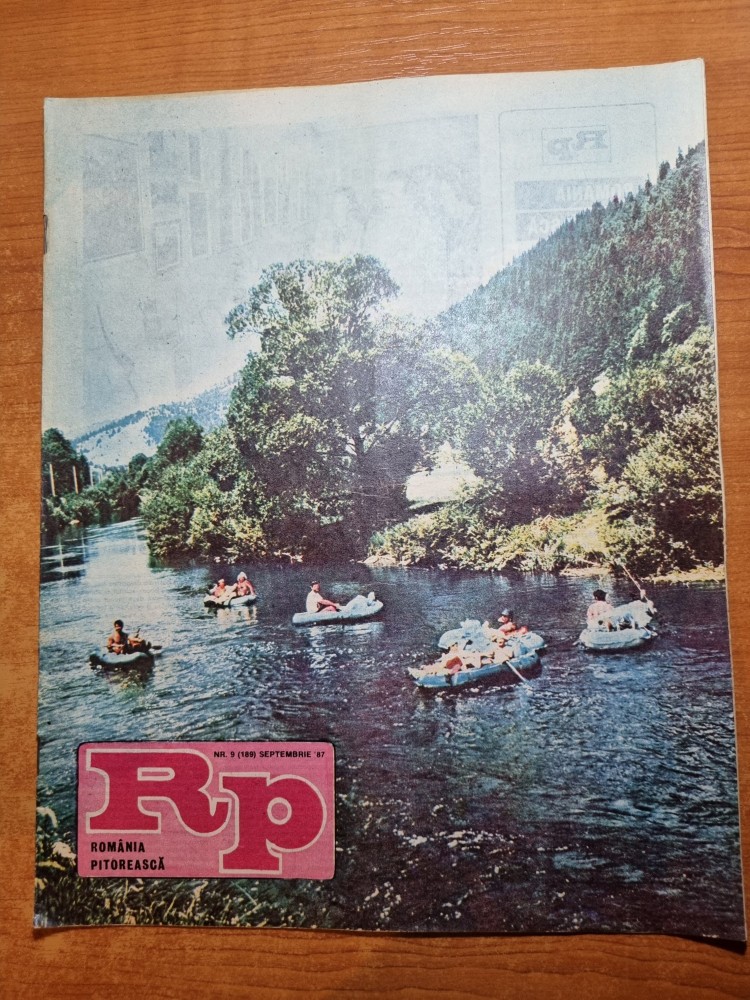 NR. 9 (189) SEPTEMBRIE '87
Rp
ROMÂNIA
PITOREASCĂ